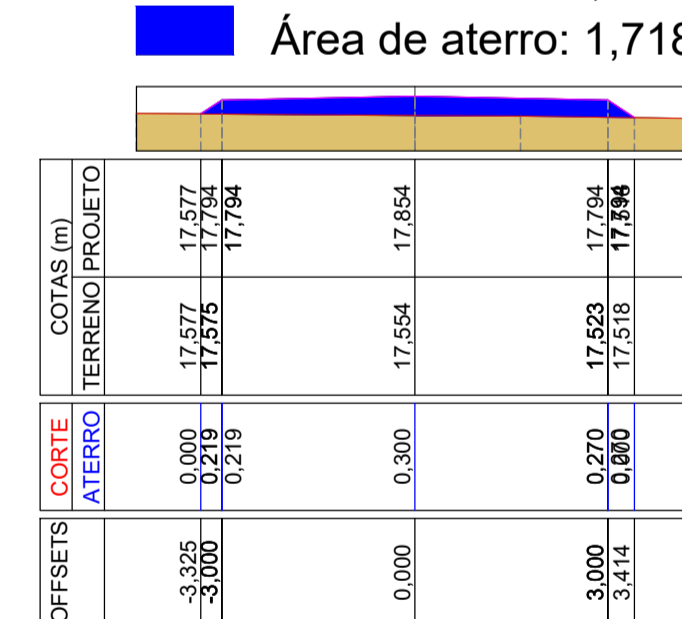 Área de aterro: 1,718
COTAS (m)
PROJETO
17,577
17,794
17,794
17,854
17,794
TERRENO
17,577
17,575
17,554
17,523
17,518
CORTE
ATERRO
0,000
0,219
0,219
0,300
0,270
OFFSETS
-3,325
-3,000
0,000
3,000
3,414